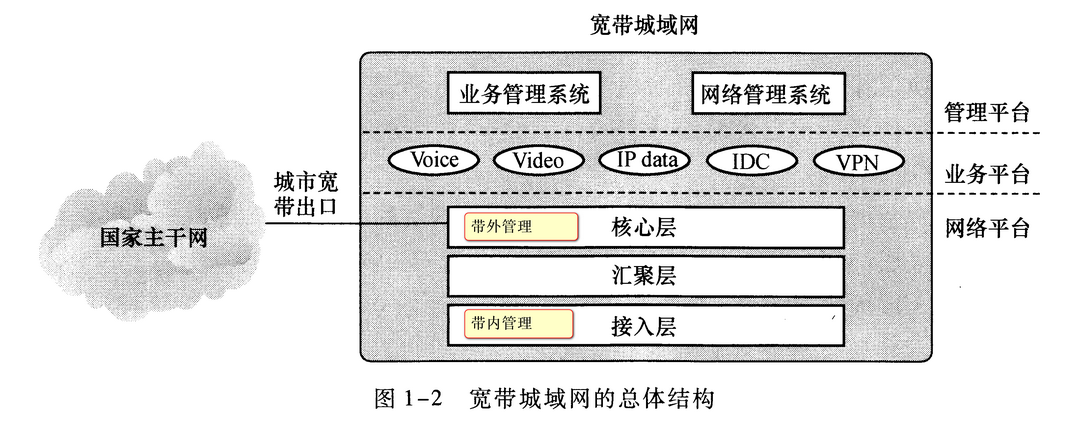 宽带城域网
业务管理系统
网络管理系统
管理平台
Voice
Video
IP data
IDC
VPN
业务平台
城市宽
带出口
国家主干网
带外管理
核心层
网络平台
汇聚层
带内管理
接入层
图 1-2 宽带城域网的总体结构